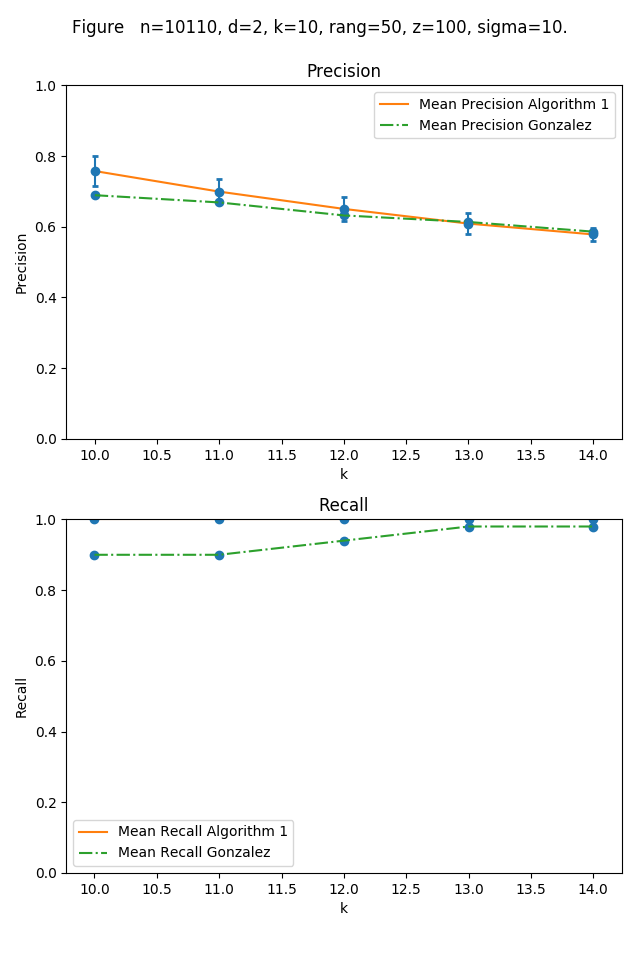 Figure   n=10110, d=2, k=10, rang=50, z=100, sigma=10.
Precision
1.0
Mean Precision Algorithm 1
Mean Precision Gonzalez
0.8
0.6
Precision
0.4
0.2
0.0
10.0 10.5 11.0 11.5 12.0 12.5 13.0 13.5 14.0
k
Recall
1.0
0.8
0.6
Recall
0.4
0.2
Mean Recall Algorithm 1
Mean Recall Gonzalez
0.0
10.0 10.5 11.0 11.5 12.0 12.5 13.0 13.5 14.0
k